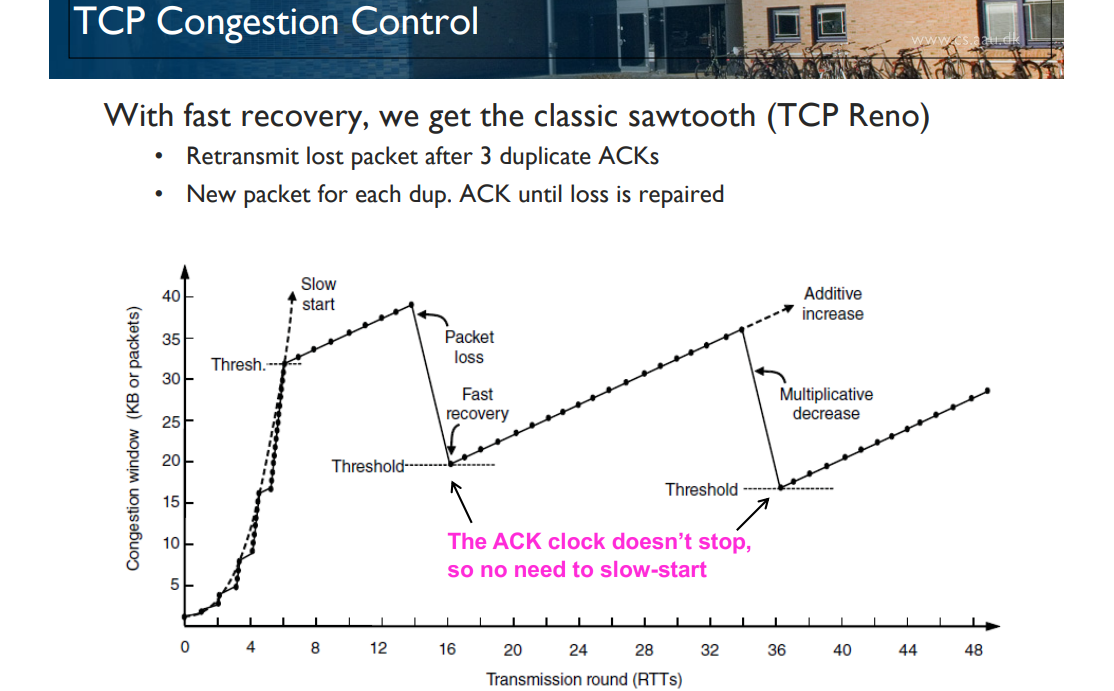 TCP Congestion Control
www.cs.aau.dk
With fast recovery, we get the classic sawtooth (TCP Reno)
• Retransmit lost packet after 3 duplicate ACKs
• New packet for each dup. ACK until loss is repaired
Congestion window (KB or packets)
40
35
30
25
20
15
10
5
Slow
start
Thresh.
Packet
loss
Fast
recovery
Threshold
Additive
increase
Multiplicative
decrease
Threshold
The ACK clock doesn’t stop,
so no need to slow-start
0 4 8 12 16 20 24 28 32 36 40 44 48
Transmission round (RTTs)